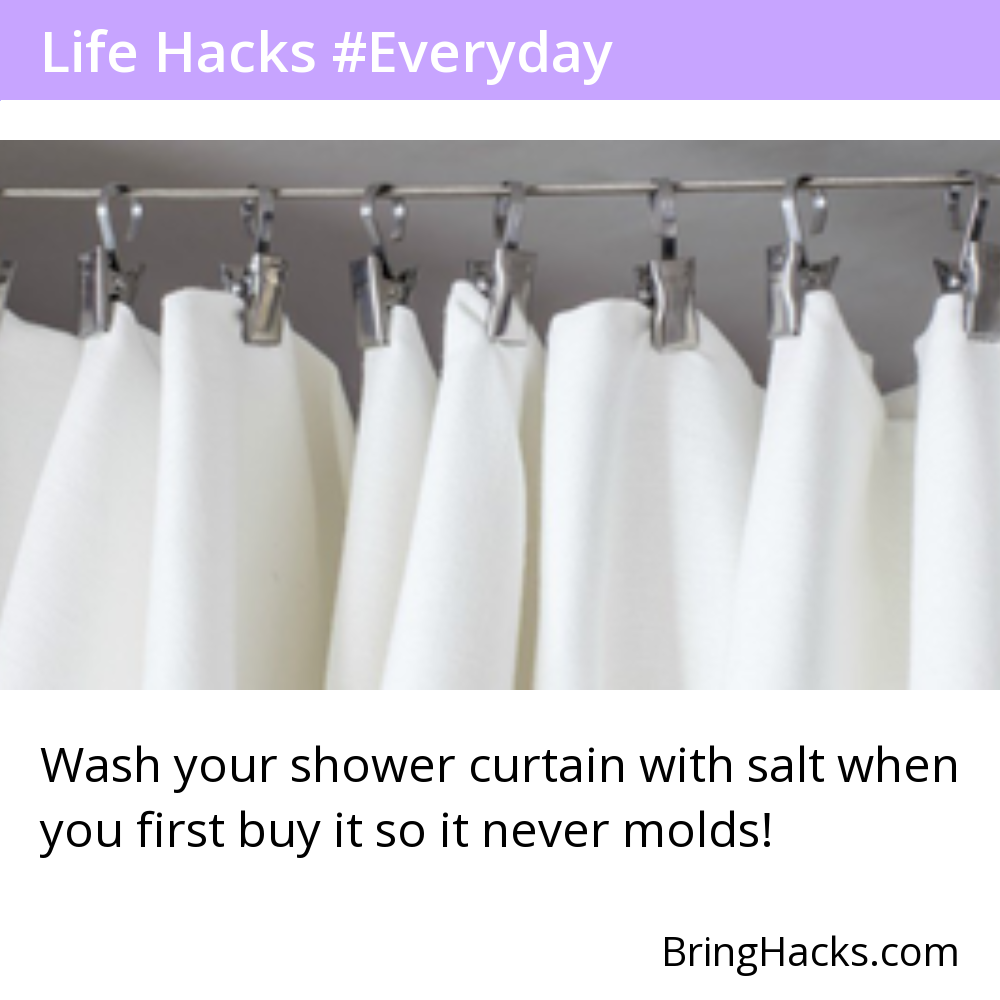 Life Hacks #Everyday
Wash your shower curtain with salt when
you first buy it so it never molds!
BringHacks.com